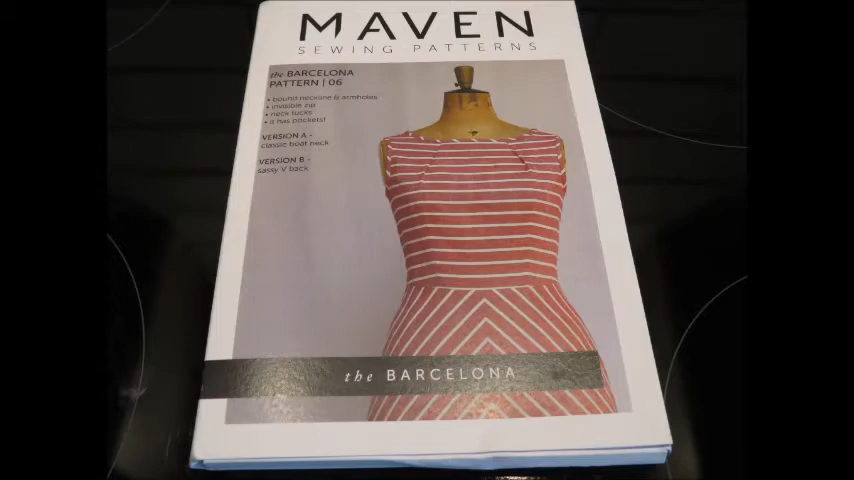 MAVEN
SEWING PATTERNS
the BARCELONA
PATTERN | 06
• bound neckline & armholes
• invisible zip
• neck tucks
• it has pockets!
VERSION A -
classic boat neck
VERSION B -
sassy V back
the BARCELONA